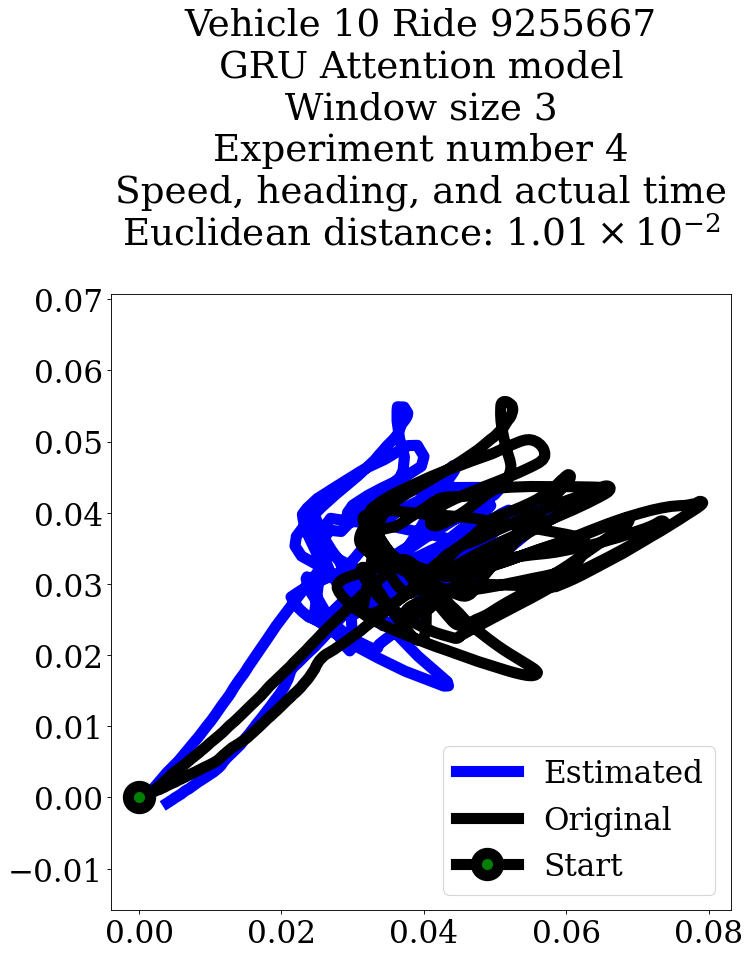 Vehicle 10 Ride 9255667
GRU Attention model
Window size 3
Experiment number 4
Speed, heading, and actual time
Euclidean distance: 1.01 × 10⁻²
0.07
0.06
0.05
0.04
0.03
0.02
0.01
0.00
−0.01
Estimated
Original
Start
0.00 0.02 0.04 0.06 0.08